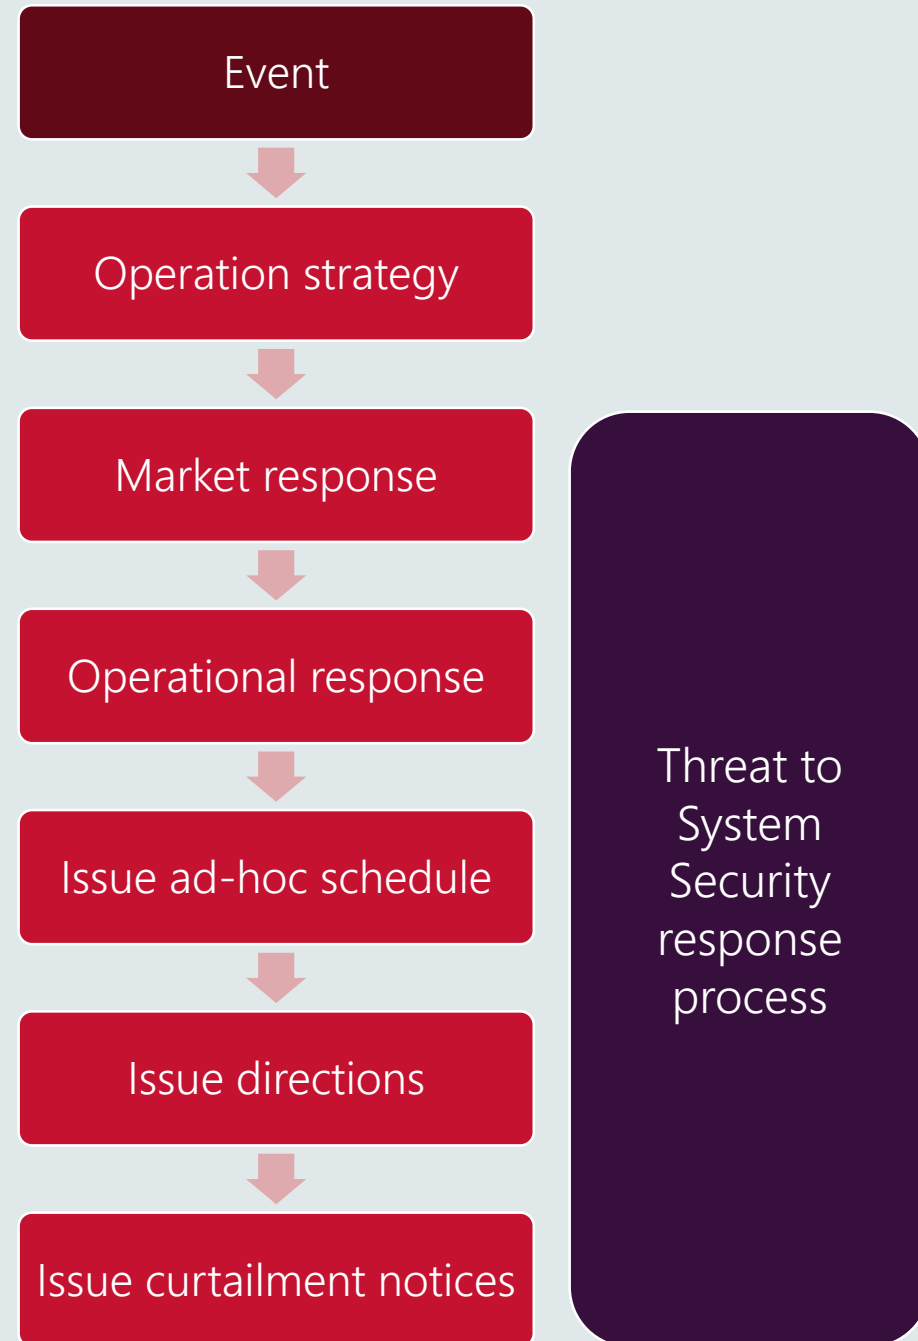 Event
Operation strategy
Market response
Operational response
Issue ad-hoc schedule
Issue directions
Issue curtailment notices
Threat to
System
Security
response
process